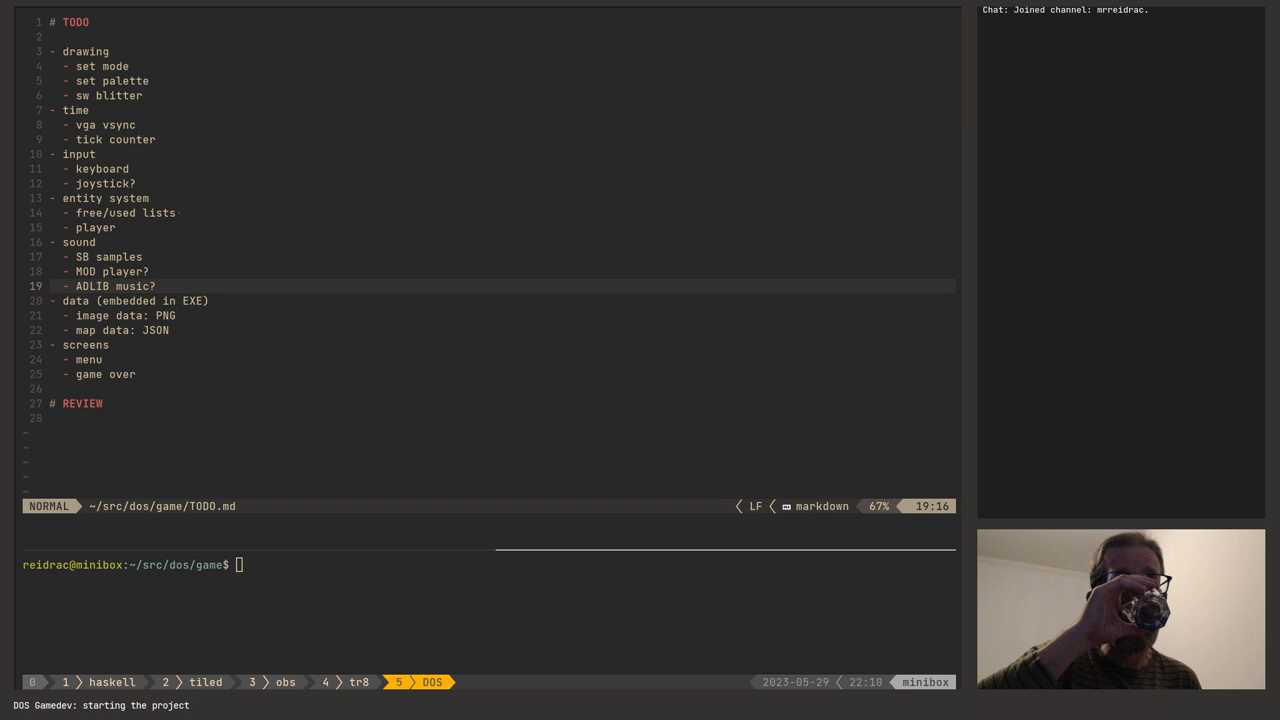 Chat: Joined channel: mrreidrac.
1 # TODO
2
3 - drawing
4 - set mode
5 - set palette
6 - sw blitter
7 - time
8 - vga vsync
9 - tick counter
10 - input
11 - keyboard
12 - joystick?
13 - entity system
14 - free/used lists·
15 - player
16 - sound
17 - SB samples
18 - MOD player?
19 - ADLIB music?
20 - data (embedded in EXE)
21 - image data: PNG
22 - map data: JSON
23 - screens
24 - menu
25 - game over
26
27 # REVIEW
28
~
~
~
~
~
NORMAL ~/src/dos/game/TODO.md LF markdown 67% 19:16
reidrac@minibox:~/src/dos/game$
0 1 haskell 2 tiled 3 obs 4 tr8 5 DOS 2023-05-29 22:10 minibox
DOS Gamedev: starting the project